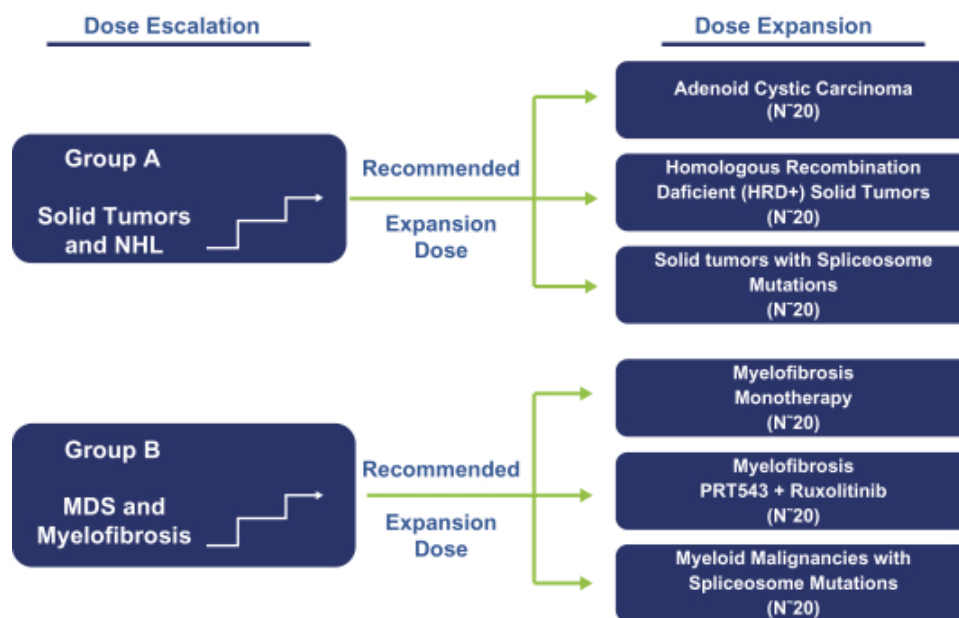 Dose Escalation
Dose Expansion
Group A
Solid Tumors
and NHL
Recommended
Expansion
Dose
Adenoid Cystic Carcinoma
(N˜20)
Homologous Recombination
Daficient (HRD+) Solid Tumors
(N˜20)
Solid tumors with Spliceosome
Mutations
(N˜20)
Group B
MDS and
Myelofibrosis
Recommended
Expansion
Dose
Myelofibrosis
Monotherapy
(N˜20)
Myelofibrosis
PRT543 + Ruxolitinib
(N˜20)
Myeloid Malignancies with
Spliceosome Mutations
(N˜20)